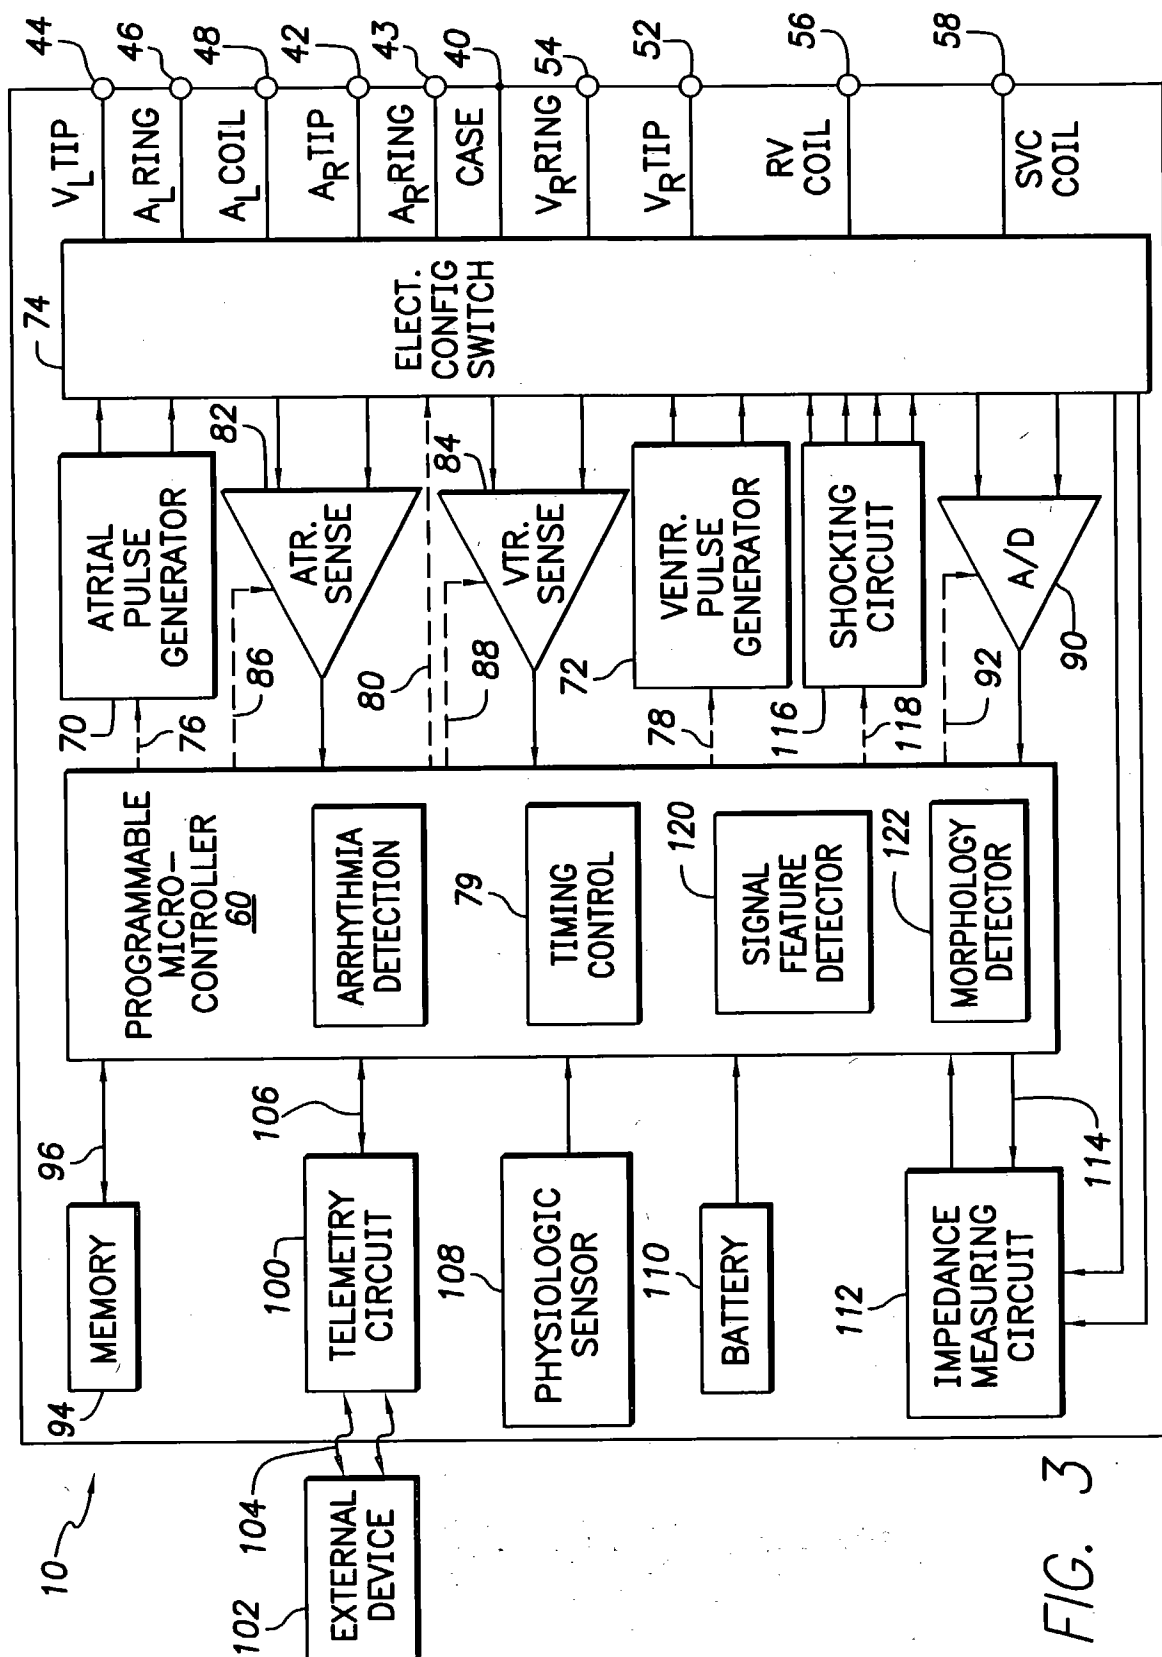 10
44
46
48
42
43
40
54
52
56
58
V_L TIP
A_L RING
A_L COIL
A_R TIP
A_R RING
CASE
V_R RING
V_R TIP
RV
COIL
SVC
COIL
74
ELECT.
CONFIG
SWITCH
ATRIAL
PULSE
GENERATOR
70
76
82
ATR.
SENSE
86
80
84
VTR.
SENSE
88
VENTR.
PULSE
GENERATOR
72
78
SHOCKING
CIRCUIT
116
118
A/D
90
92
PROGRAMMABLE
MICRO-
CONTROLLER
60
ARRHYTHMIA
DETECTION
79
TIMING
CONTROL
120
SIGNAL
FEATURE
DETECTOR
122
MORPHOLOGY
DETECTOR
96
MEMORY
94
106
100
TELEMETRY
CIRCUIT
104
EXTERNAL
DEVICE
102
108
PHYSIOLOGIC
SENSOR
110
BATTERY
112
IMPEDANCE
MEASURING
CIRCUIT
114
FIG. 3